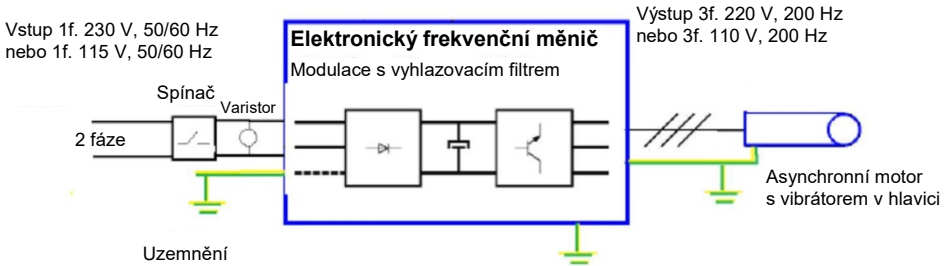 Vstup 1f. 230 V, 50/60 Hz
nebo 1f. 115 V, 50/60 Hz
Elektronický frekvenční měnič
Modulace s vyhlazovacím filtrem
Výstup 3f. 220 V, 200 Hz
nebo 3f. 110 V, 200 Hz
Spínač
Varistor
2 fáze
Asynchronní motor
s vibrátorem v hlavici
Uzemnění